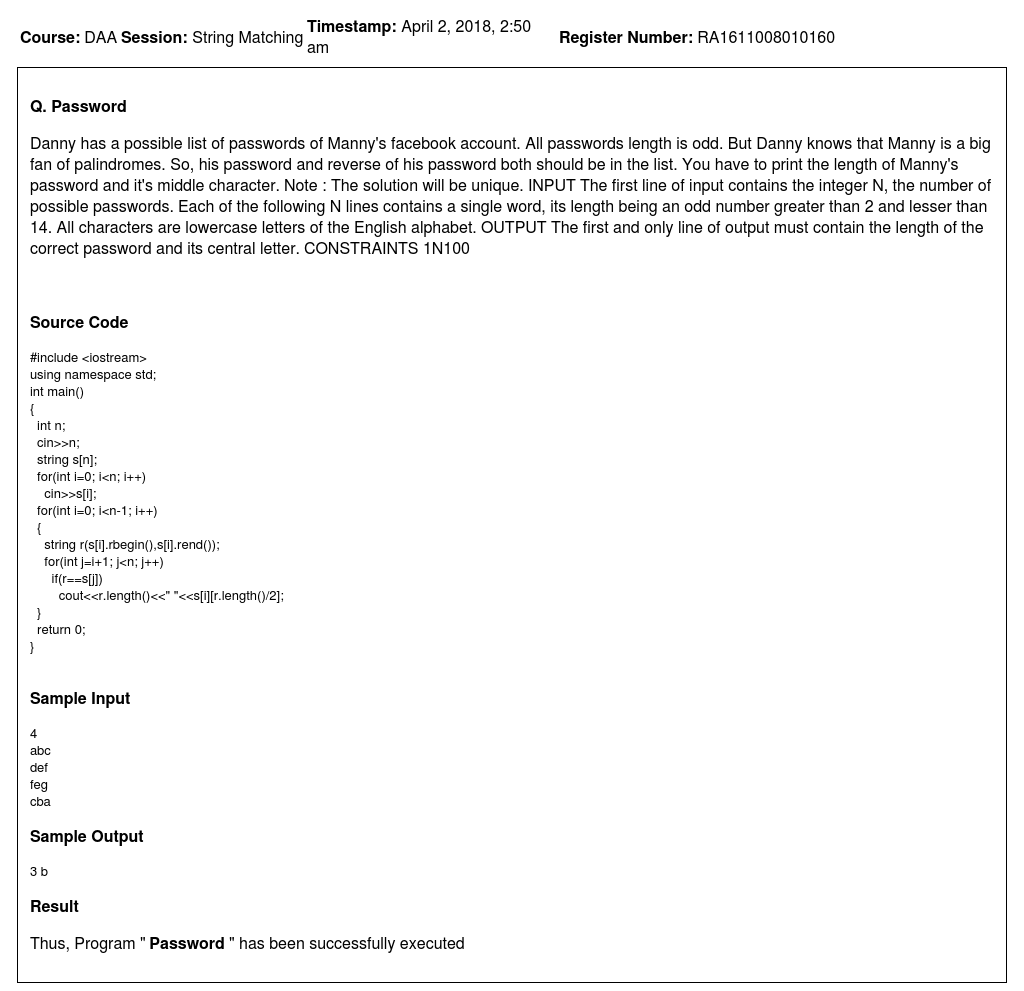 Course: DAA Session: String Matching Timestamp: April 2, 2018, 2:50 am Register Number: RA1611008010160
Q. Password
Danny has a possible list of passwords of Manny's facebook account. All passwords length is odd. But Danny knows that Manny is a big
fan of palindromes. So, his password and reverse of his password both should be in the list. You have to print the length of Manny's
password and it's middle character. Note : The solution will be unique. INPUT The first line of input contains the integer N, the number of
possible passwords. Each of the following N lines contains a single word, its length being an odd number greater than 2 and lesser than
14. All characters are lowercase letters of the English alphabet. OUTPUT The first and only line of output must contain the length of the
correct password and its central letter. CONSTRAINTS 1N100
Source Code
#include <iostream>
using namespace std;
int main()
{
  int n;
  cin>>n;
  string s[n];
  for(int i=0; i<n; i++)
    cin>>s[i];
  for(int i=0; i<n-1; i++)
  {
    string r(s[i].rbegin(),s[i].rend());
    for(int j=i+1; j<n; j++)
      if(r==s[j])
        cout<<r.length()<<" "<<s[i][r.length()/2];
  }
  return 0;
}
Sample Input
4
abc
def
feg
cba
Sample Output
3 b
Result
Thus, Program " Password " has been successfully executed